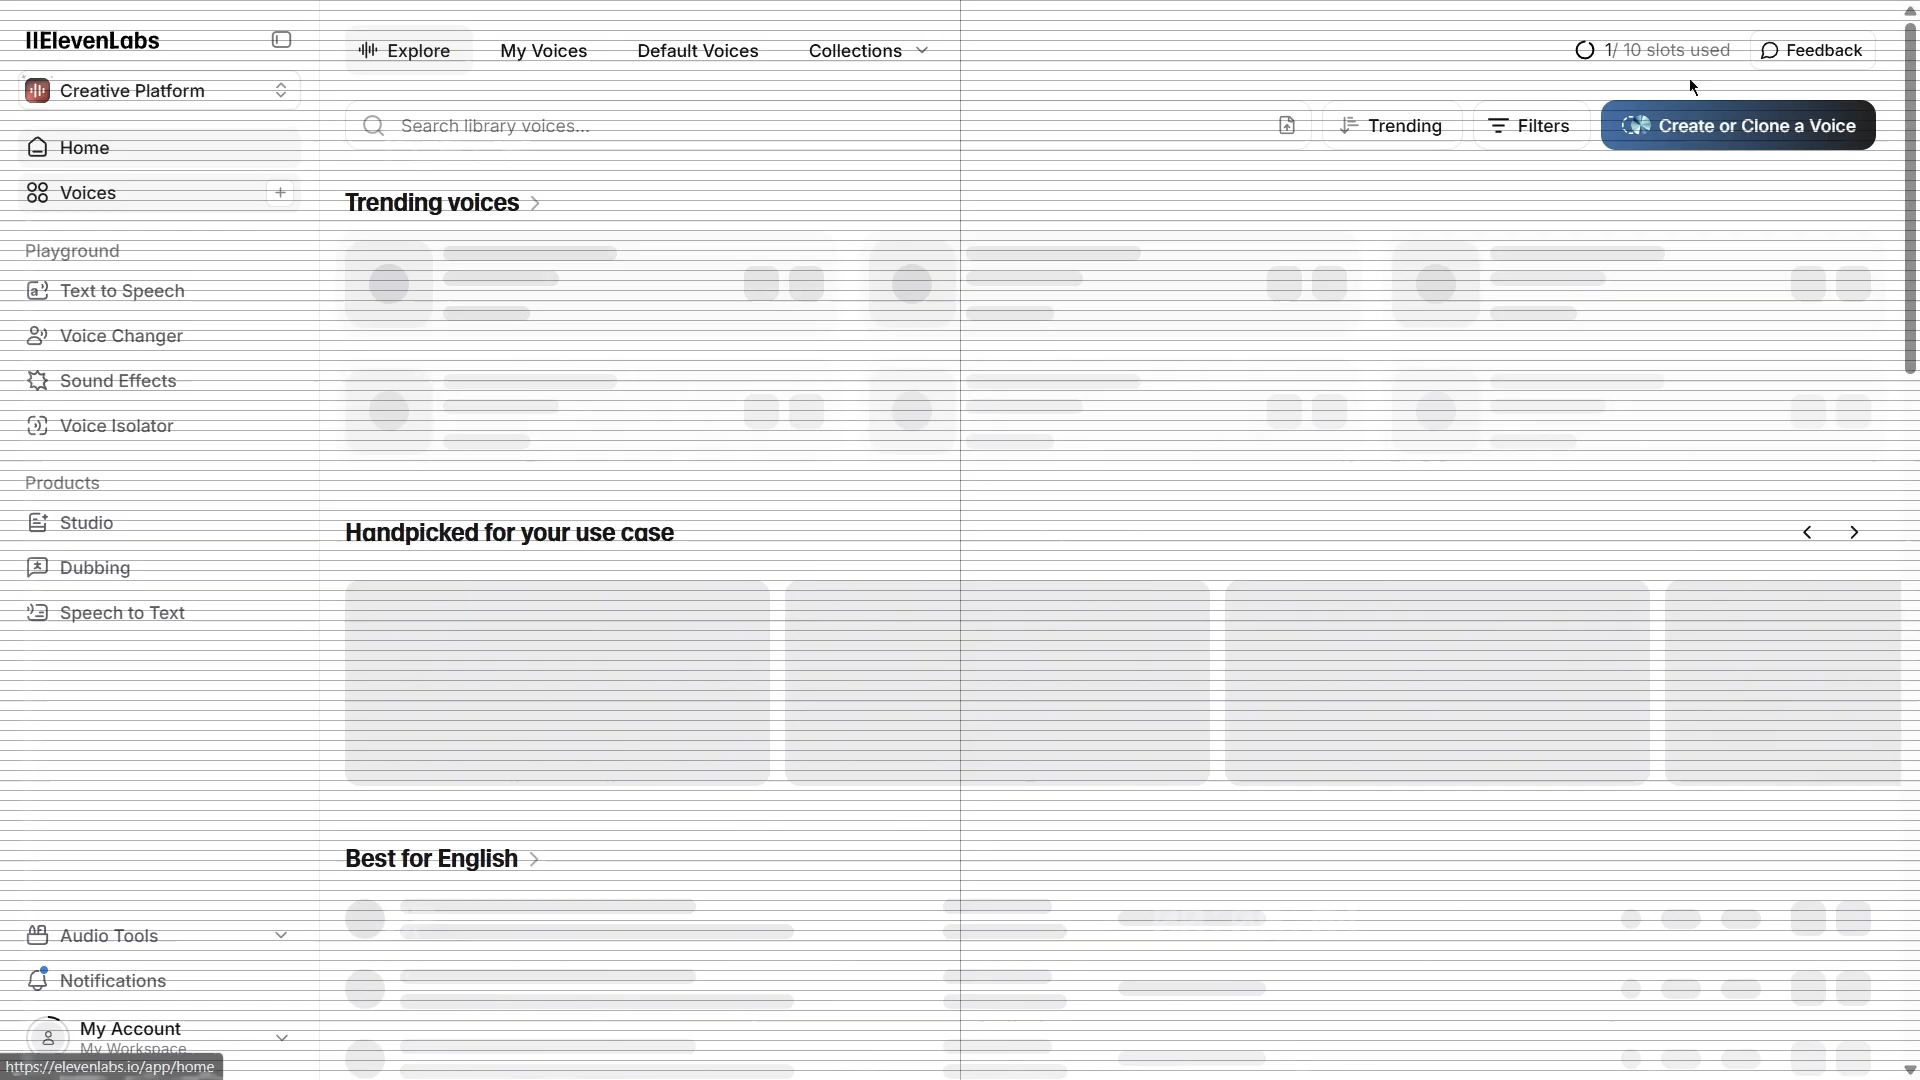 IIElevenLabs
Creative Platform
Home
Voices
Playground
Text to Speech
Voice Changer
Sound Effects
Voice Isolator
Products
Studio
Dubbing
Speech to Text
Audio Tools
Notifications
My Account
My Workspace
https://elevenlabs.io/app/home
Explore
My Voices
Default Voices
Collections
1/ 10 slots used
Feedback
Search library voices...
Trending
Filters
Create or Clone a Voice
Trending voices
Handpicked for your use case
Best for English